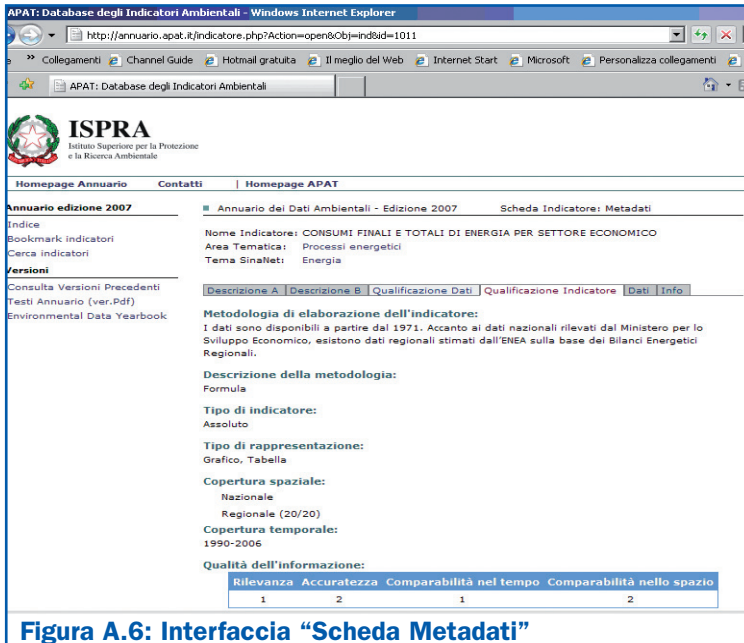 APAT: Database degli Indicatori Ambientali - Windows Internet Explorer
http://annuario.apat.it/indicatore.php?Action=open&Obj=ind&id=1011
» Collegamenti Channel Guide Hotmail gratuita Il meglio del Web Internet Start Microsoft Personalizza collegamenti
APAT: Database degli Indicatori Ambientali
ISPRA
Istituto Superiore per la Protezione
e la Ricerca Ambientale
Homepage Annuario Contatti | Homepage APAT
Annuario edizione 2007
Indice
Bookmark indicatori
Cerca indicatori
Versioni
Consulta Versioni Precedenti
Testi Annuario (ver.Pdf)
Environmental Data Yearbook
Annuario dei Dati Ambientali - Edizione 2007 Scheda Indicatore: Metadati
Nome Indicatore: CONSUMI FINALI E TOTALI DI ENERGIA PER SETTORE ECONOMICO
Area Tematica: Processi energetici
Tema SinaNet: Energia
Descrizione A Descrizione B Qualificazione Dati Qualificazione Indicatore Dati Info
Metodologia di elaborazione dell'indicatore:
I dati sono disponibili a partire dal 1971. Accanto ai dati nazionali rilevati dal Ministero per lo
Sviluppo Economico, esistono dati regionali stimati dall'ENEA sulla base dei Bilanci Energetici
Regionali.
Descrizione della metodologia:
Formula
Tipo di indicatore:
Assoluto
Tipo di rappresentazione:
Grafico, Tabella
Copertura spaziale:
Nazionale
Regionale (20/20)
Copertura temporale:
1990-2006
Qualità dell'informazione:
Rilevanza Accuratezza Comparabilità nel tempo Comparabilità nello spazio
1 2 1 2
Figura A.6: Interfaccia “Scheda Metadati”